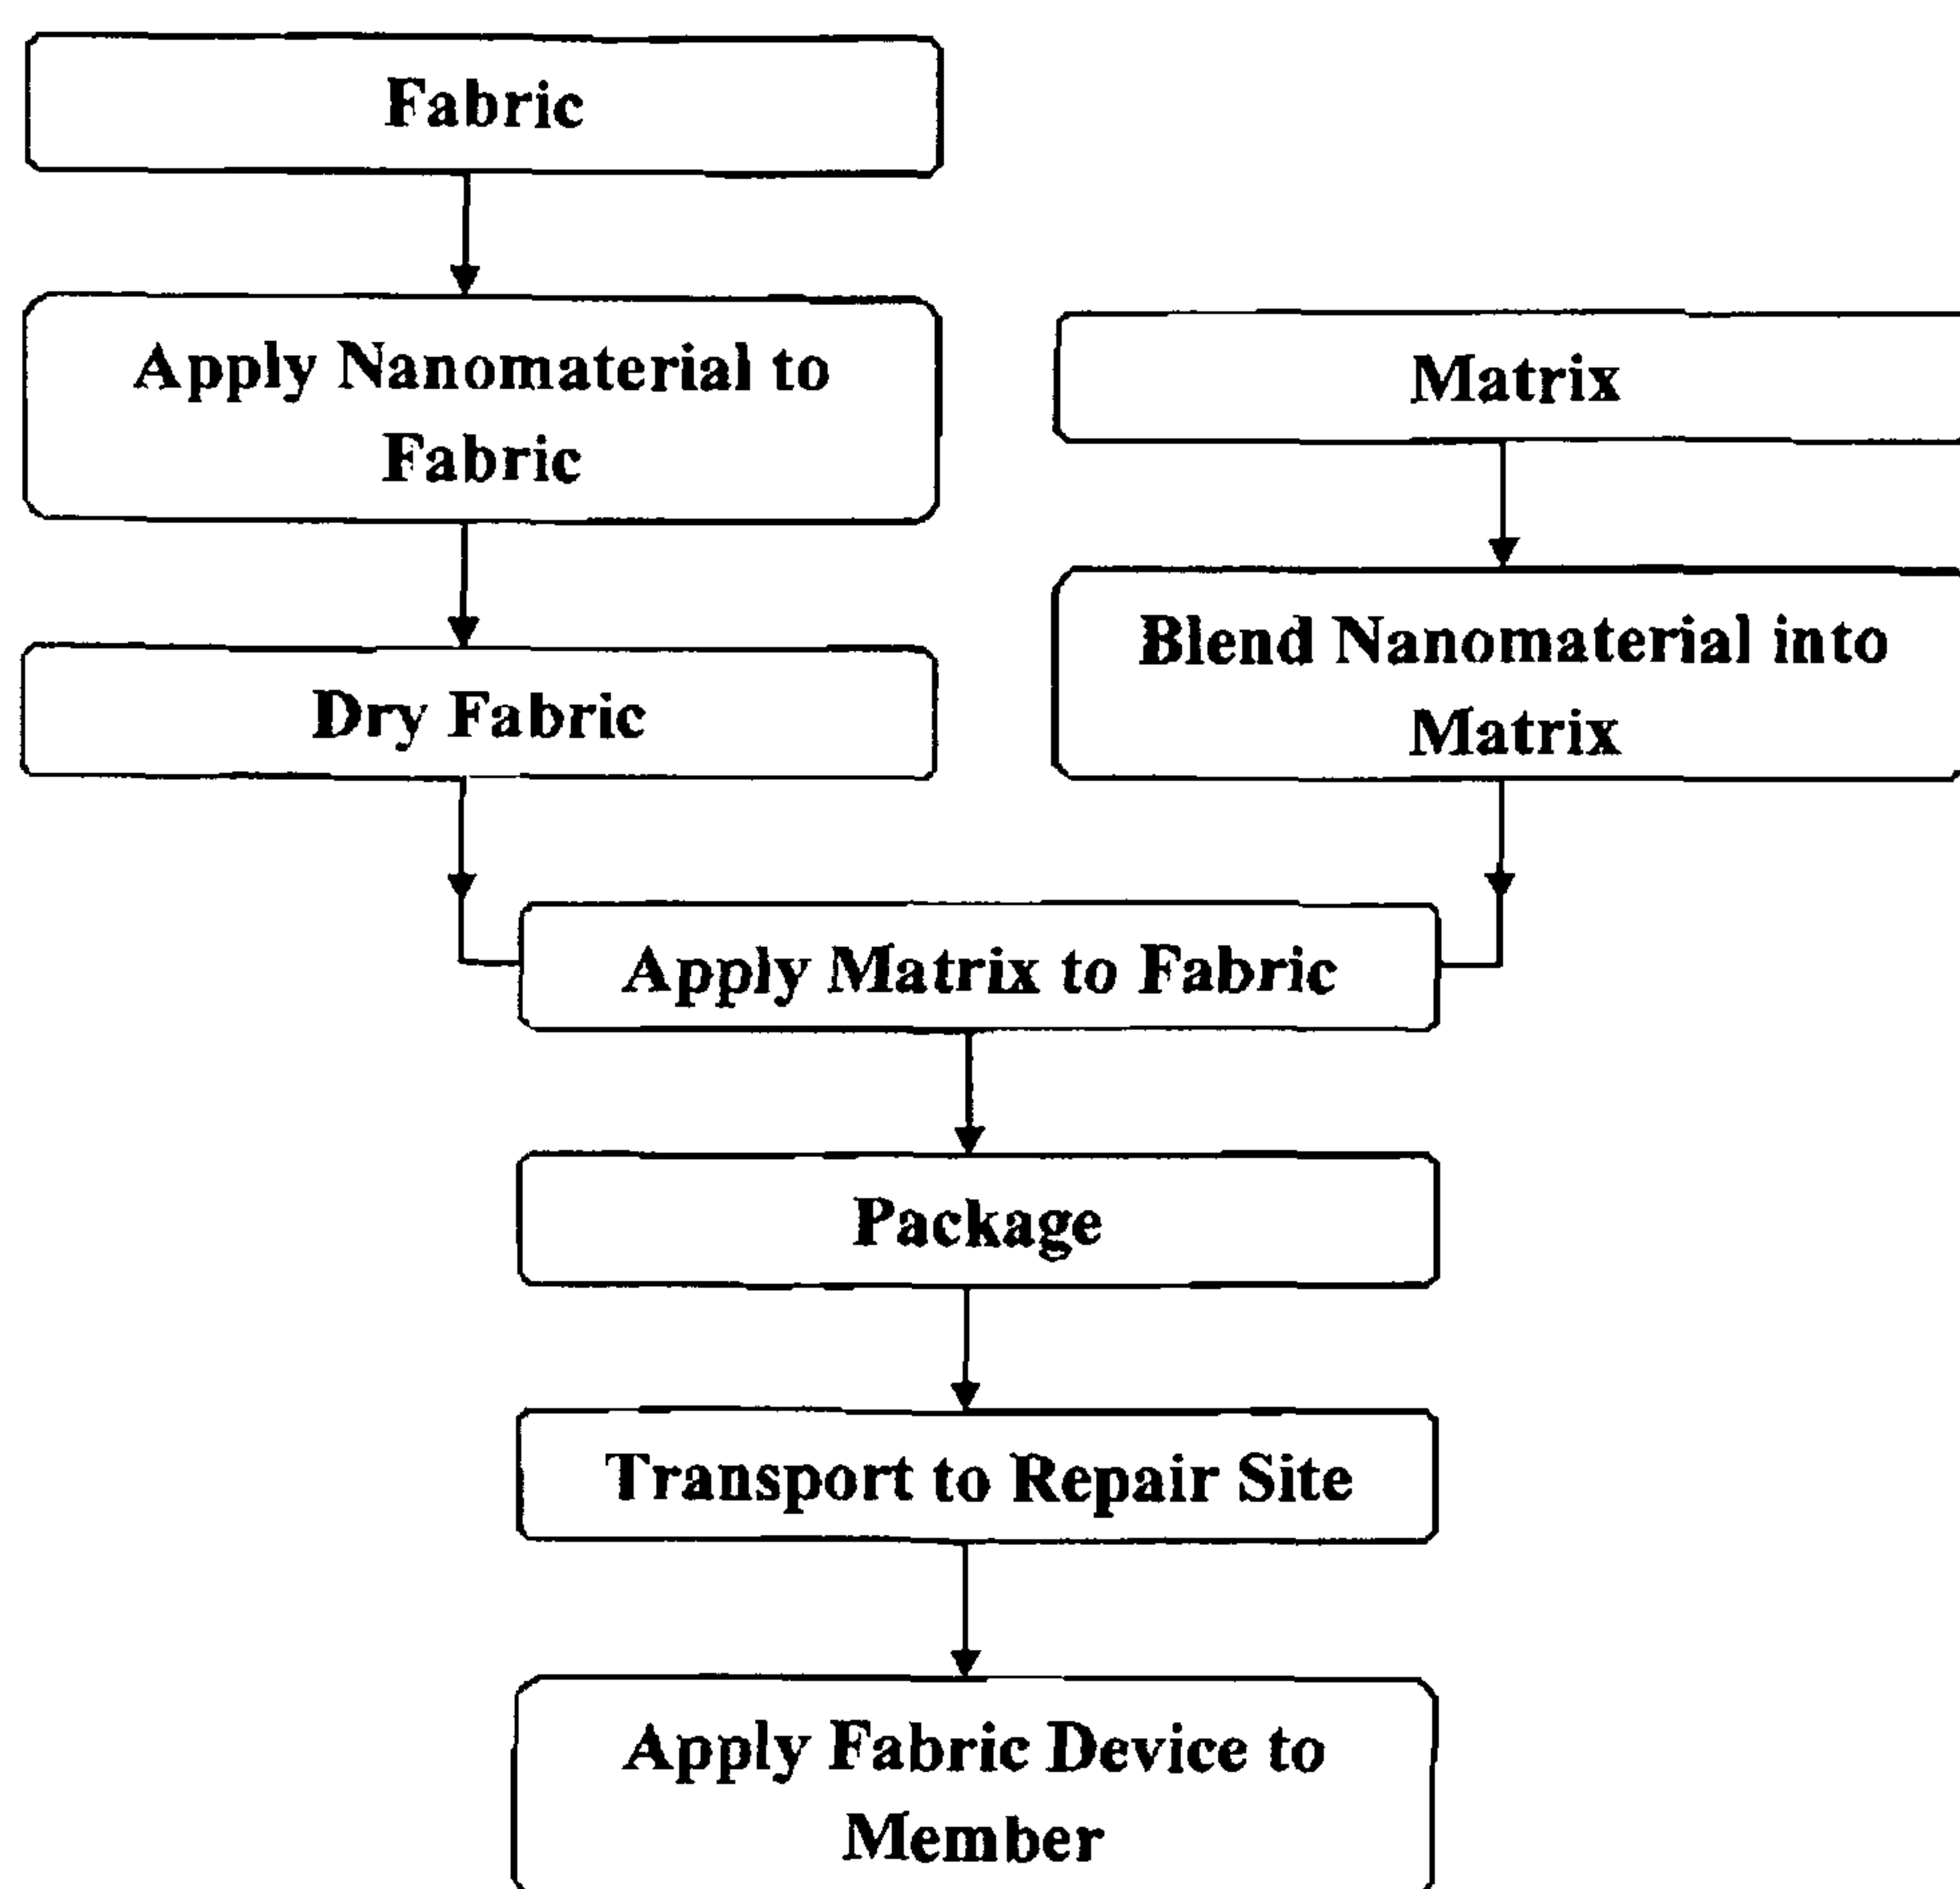 Fabric
Apply Nanomaterial to
Fabric
Dry Fabric
Matrix
Blend Nanomaterial into
Matrix
Apply Matrix to Fabric
Package
Transport to Repair Site
Apply Fabric Device to
Member